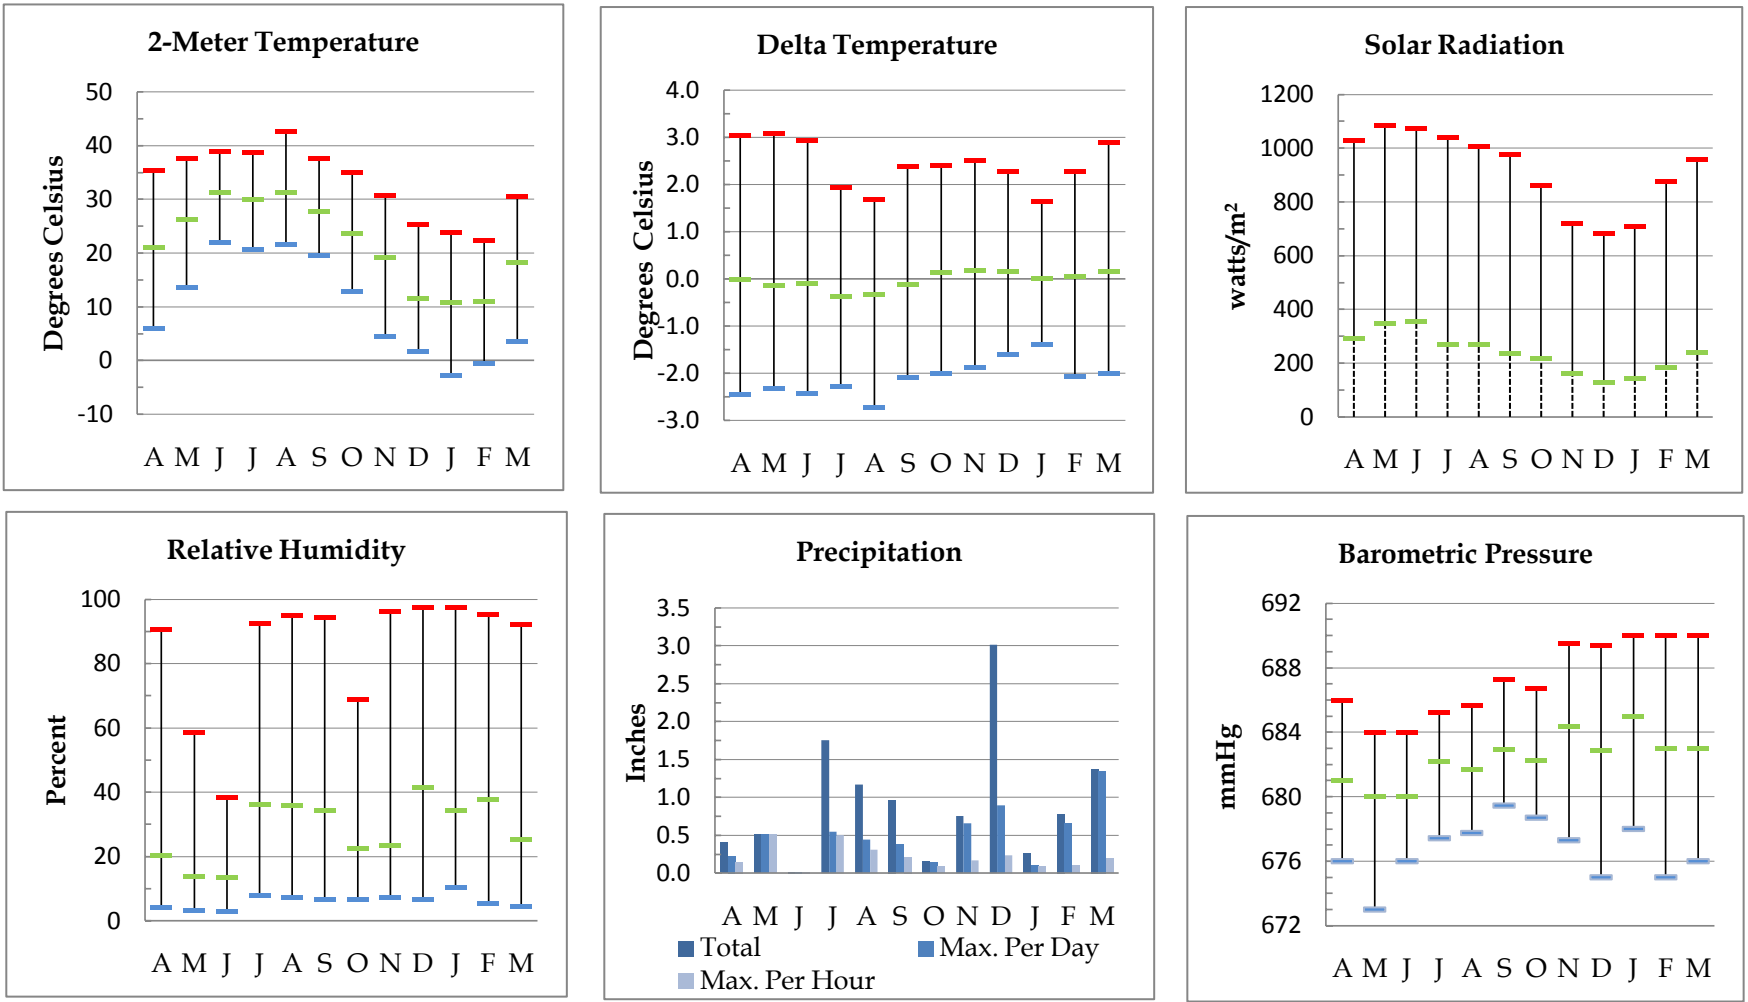 2-Meter Temperature
Degrees Celsius
50
40
30
20
10
0
-10
A M J J A S O N D J F M
Delta Temperature
Degrees Celsius
4.0
3.0
2.0
1.0
0.0
-1.0
-2.0
-3.0
A M J J A S O N D J F M
Solar Radiation
watts/m²
1200
1000
800
600
400
200
0
A M J J A S O N D J F M
Relative Humidity
Percent
100
80
60
40
20
0
A M J J A S O N D J F M
Precipitation
Inches
3.5
3.0
2.5
2.0
1.5
1.0
0.5
0.0
A M J J A S O N D J F M
Total Max. Per Day
Max. Per Hour
Barometric Pressure
mmHg
692
688
684
680
676
672
A M J J A S O N D J F M